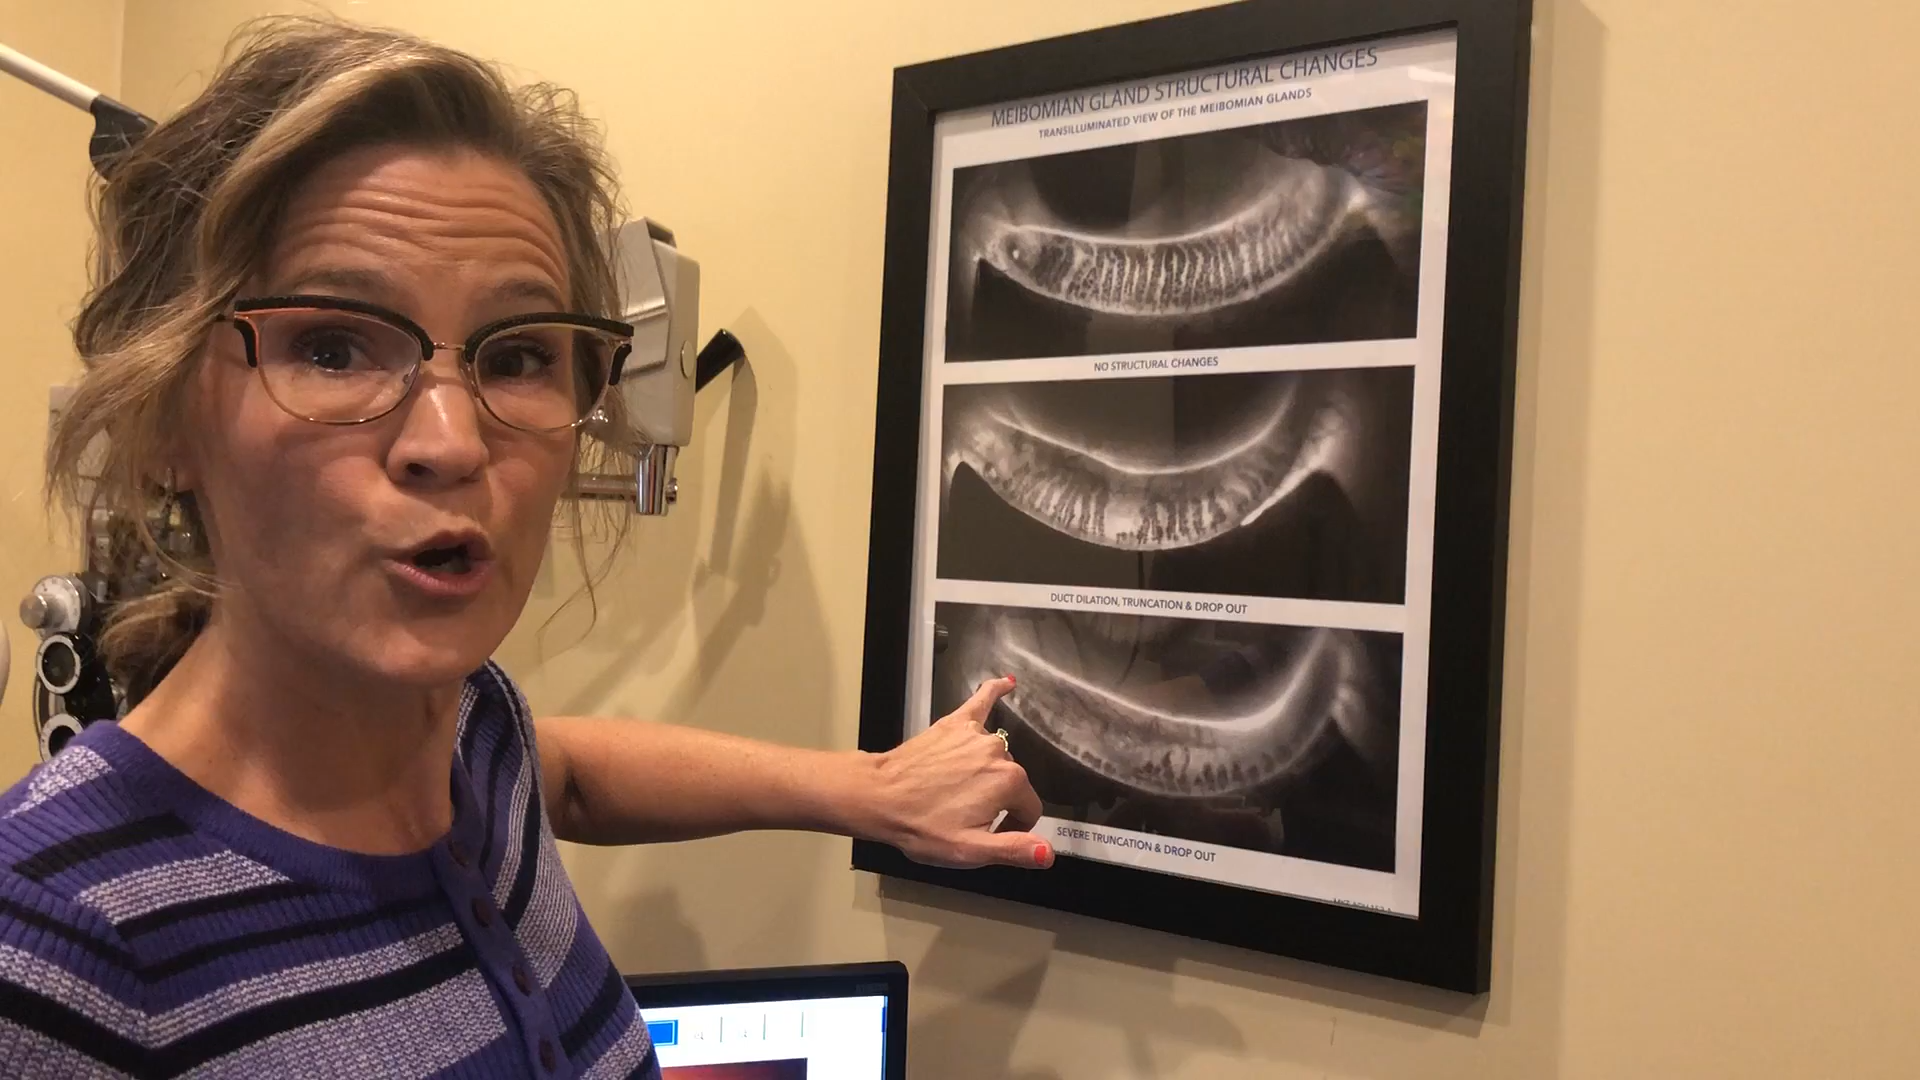 MEIBOMIAN GLAND STRUCTURAL CHANGES
TRANSILLUMINATED VIEW OF THE MEIBOMIAN GLANDS
NO STRUCTURAL CHANGES
DUCT DILATION, TRUNCATION & DROP OUT
SEVERE TRUNCATION & DROP OUT